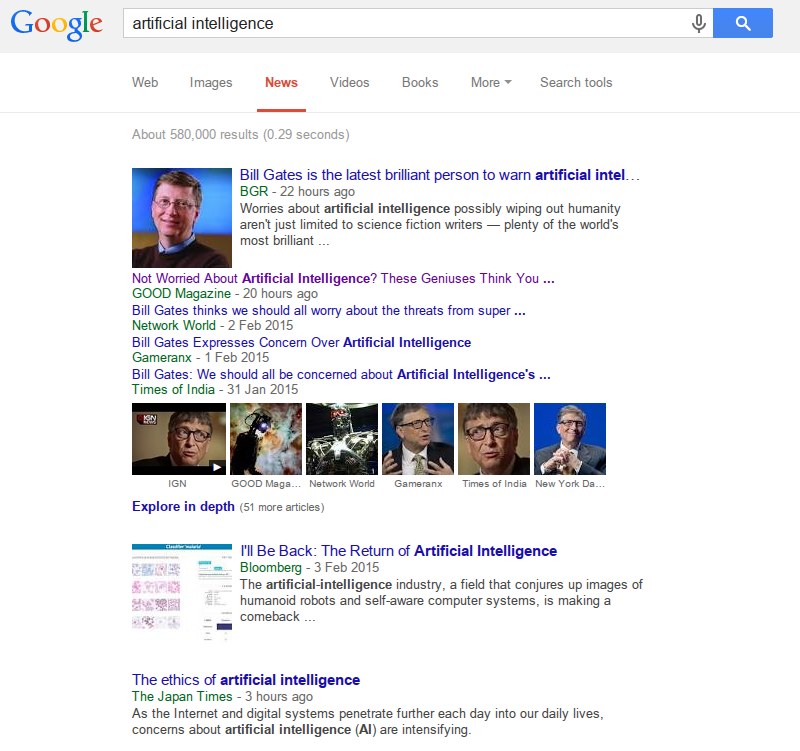 Google
artificial intelligence
Web Images News Videos Books More Search tools
About 580,000 results (0.29 seconds)
Bill Gates is the latest brilliant person to warn artificial intel…
BGR - 22 hours ago
Worries about artificial intelligence possibly wiping out humanity
aren't just limited to science fiction writers — plenty of the world's
most brilliant ...
Not Worried About Artificial Intelligence? These Geniuses Think You ...
GOOD Magazine - 20 hours ago
Bill Gates thinks we should all worry about the threats from super ...
Network World - 2 Feb 2015
Bill Gates Expresses Concern Over Artificial Intelligence
Gameranx - 1 Feb 2015
Bill Gates: We should all be concerned about Artificial Intelligence's ...
Times of India - 31 Jan 2015
IGN
NEWS
IGN GOOD Maga… Network World Gameranx Times of India New York Da…
Explore in depth (51 more articles)
I'll Be Back: The Return of Artificial Intelligence
Bloomberg - 3 Feb 2015
The artificial-intelligence industry, a field that conjures up images of
humanoid robots and self-aware computer systems, is making a
comeback ...
The ethics of artificial intelligence
The Japan Times - 3 hours ago
As the Internet and digital systems penetrate further each day into our daily lives,
concerns about artificial intelligence (AI) are intensifying.